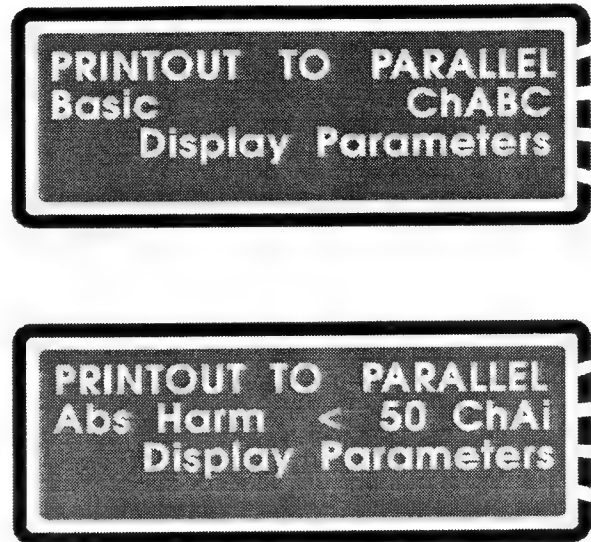 PRINTOUT TO PARALLEL
Basic ChABC
Display Parameters
PRINTOUT TO PARALLEL
Abs Harm < 50 ChAi
Display Parameters